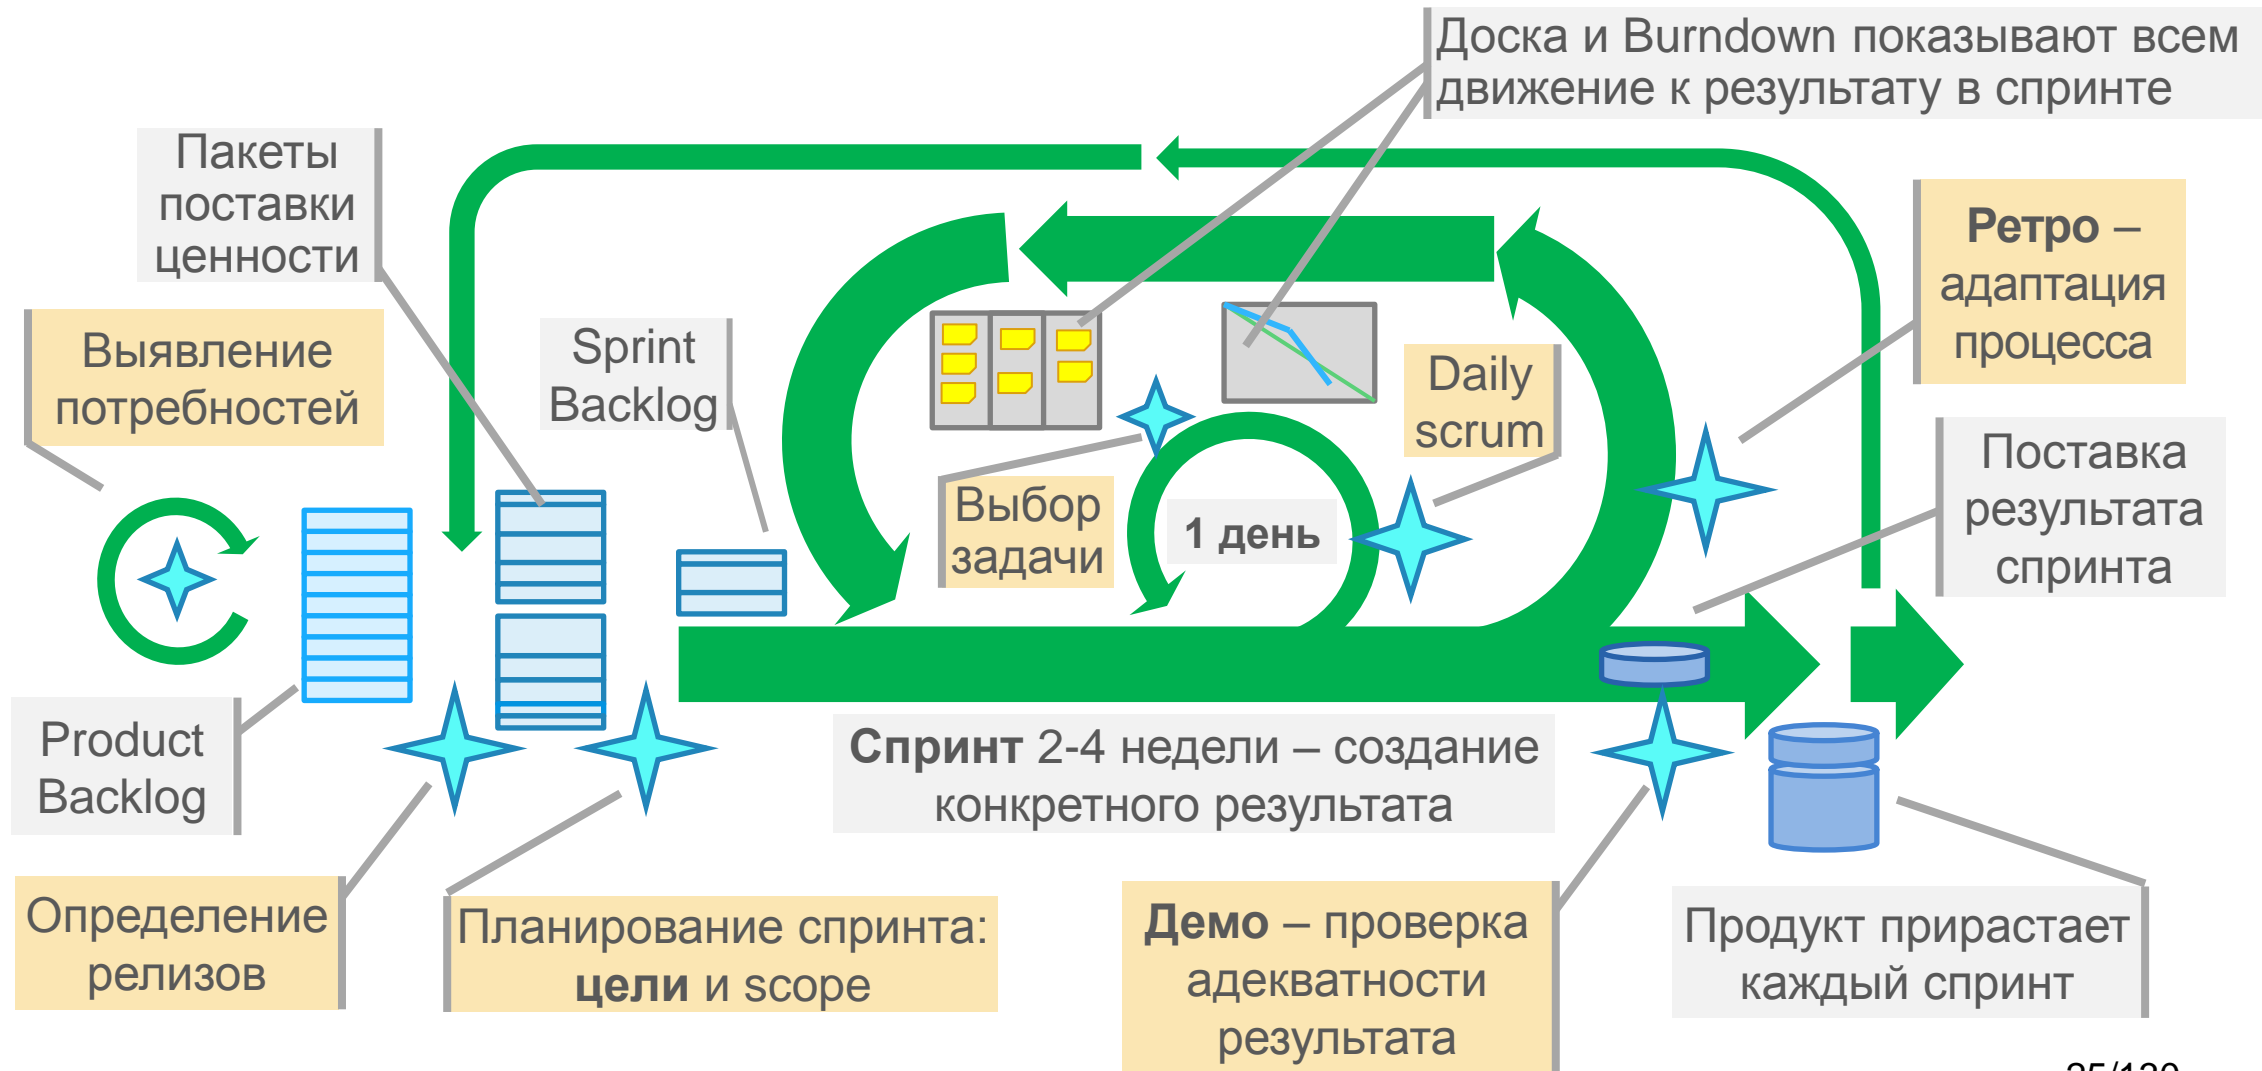 Доска и Burndown показывают всем
движение к результату в спринте
Пакеты
поставки
ценности
Ретро –
адаптация
процесса
Выявление
потребностей
Sprint
Backlog
Daily
scrum
Поставка
результата
спринта
Выбор
задачи
1 день
Product
Backlog
Спринт 2-4 недели – создание
конкретного результата
Определение
релизов
Планирование спринта:
цели и scope
Демо – проверка
адекватности
результата
Продукт прирастает
каждый спринт